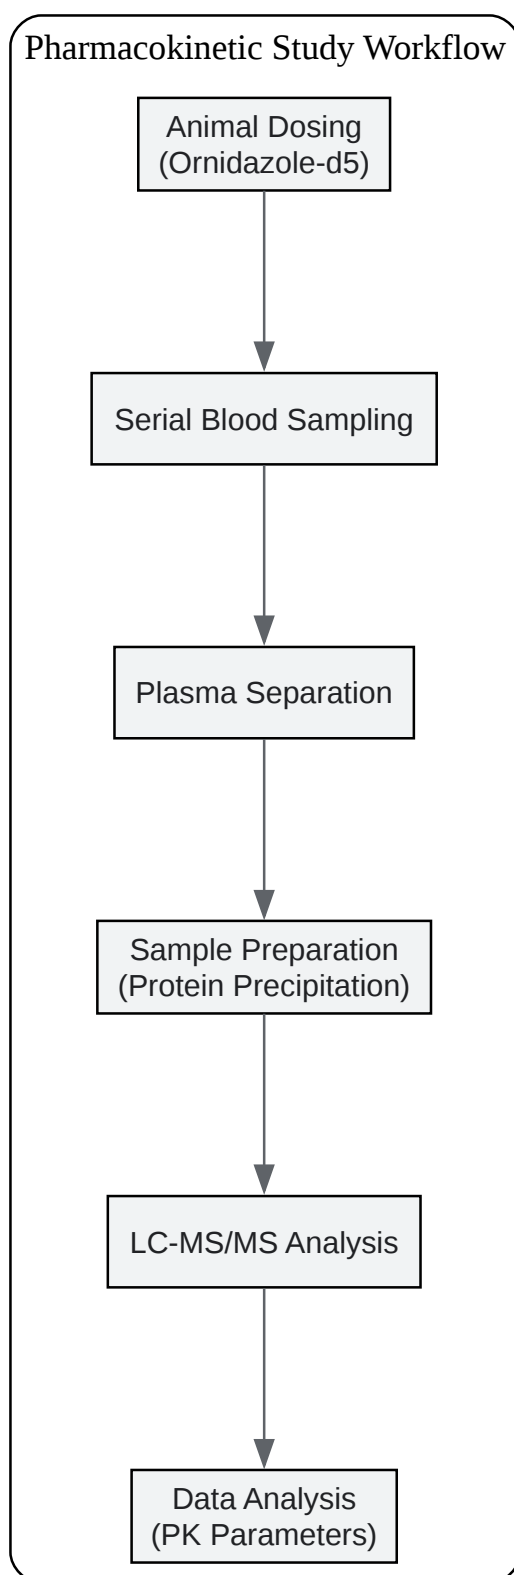 Pharmacokinetic Study Workflow
Animal Dosing
(Ornidazole-d5)
Serial Blood Sampling
Plasma Separation
Sample Preparation
(Protein Precipitation)
LC-MS/MS Analysis
Data Analysis
(PK Parameters)